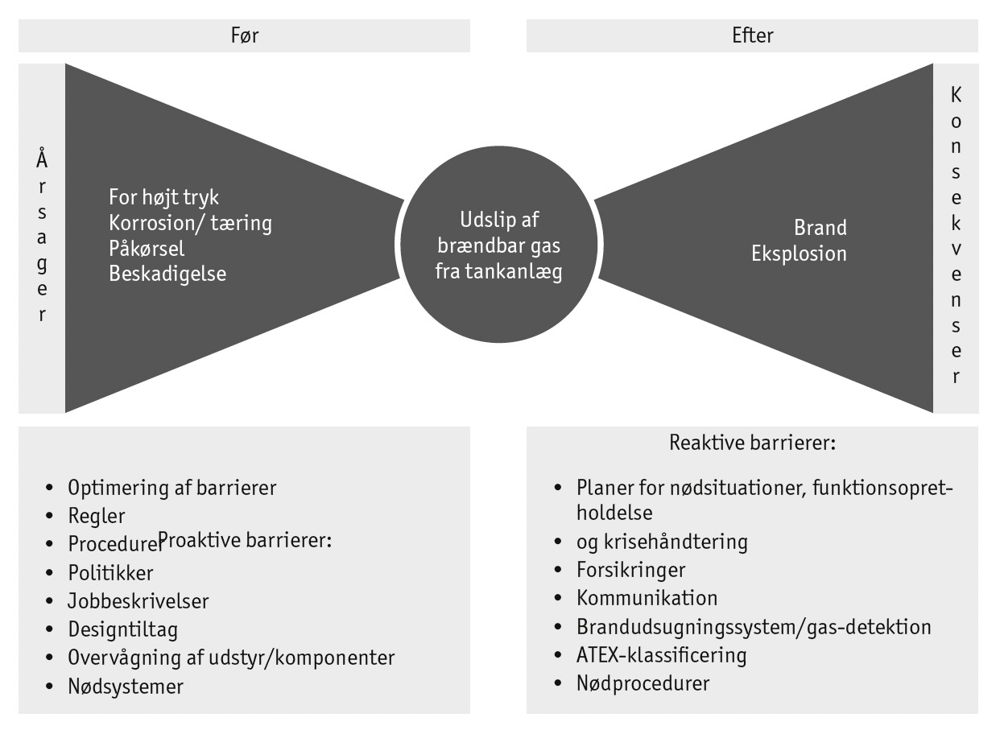 Før
Efter
Årsager
For højt tryk
Korrosion/ tæring
Påkørsel
Beskadigelse
Udslip af
brændbar gas
fra tankanlæg
Brand
Eksplosion
Konsekvenser
• Optimering af barrierer
• Regler
• Procedurer
Proaktive barrierer:
• Politikker
• Jobbeskrivelser
• Designtiltag
• Overvågning af udstyr/komponenter
• Nødsystemer
Reaktive barrierer:
• Planer for nødsituationer, funktionsopret-
holdelse
• og krisehåndtering
• Forsikringer
• Kommunikation
• Brandudsugningssystem/gas-detektion
• ATEX-klassificering
• Nødprocedurer